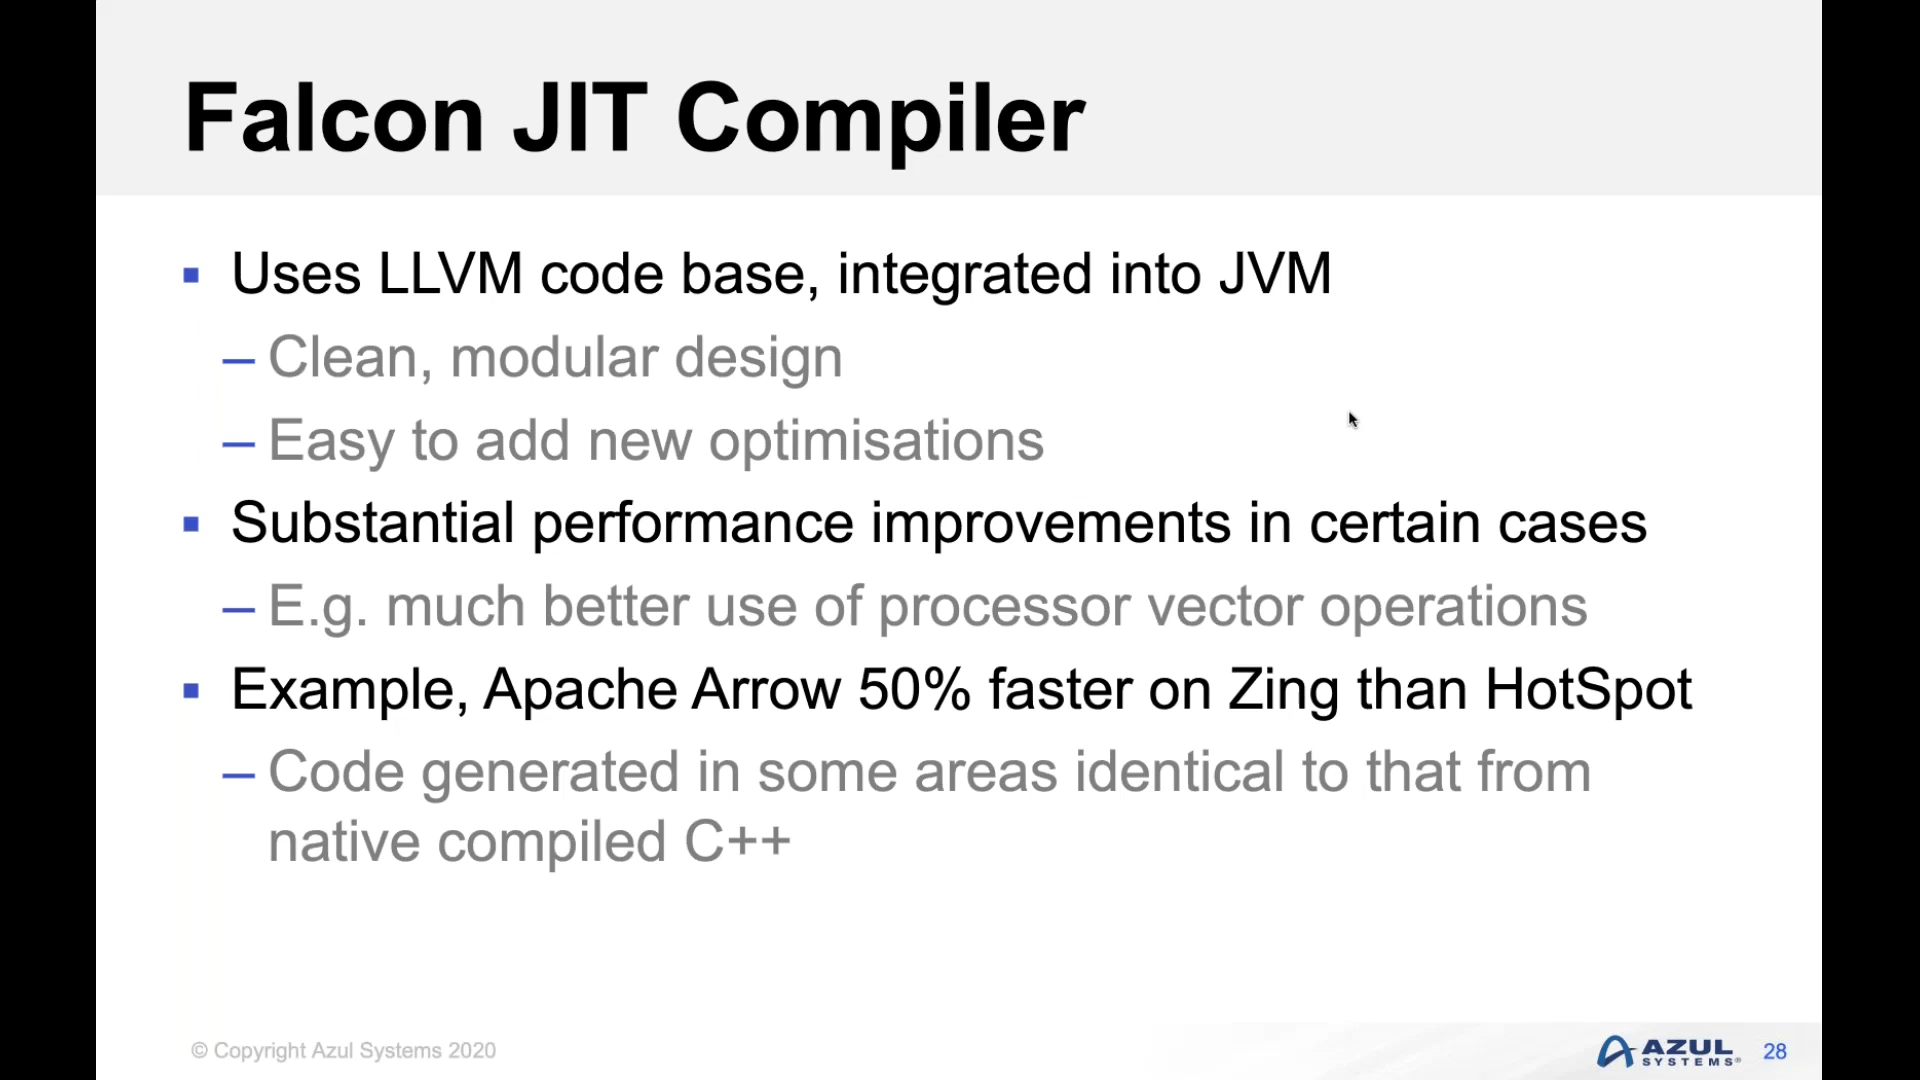 Falcon JIT Compiler
▪ Uses LLVM code base, integrated into JVM
– Clean, modular design
– Easy to add new optimisations
▪ Substantial performance improvements in certain cases
– E.g. much better use of processor vector operations
▪ Example, Apache Arrow 50% faster on Zing than HotSpot
– Code generated in some areas identical to that from
native compiled C++
© Copyright Azul Systems 2020
AZUL
SYSTEMS®
28